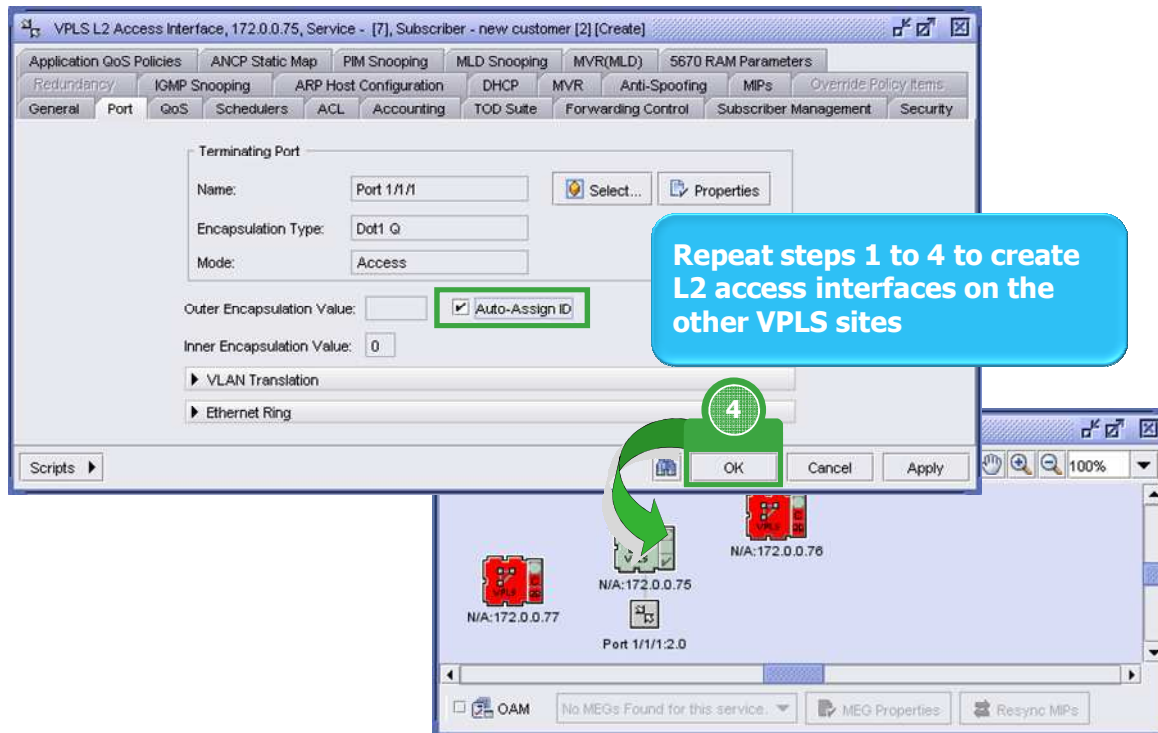 VPLS L2 Access Interface, 172.0.0.75, Service - [7], Subscriber - new customer [2] [Create]
Application QoS Policies ANCP Static Map PIM Snooping MLD Snooping MVR(MLD) 5670 RAM Parameters
Redundancy IGMP Snooping ARP Host Configuration DHCP MVR Anti-Spoofing MIPs Override Policy Items
General Port QoS Schedulers ACL Accounting TOD Suite Forwarding Control Subscriber Management Security
Terminating Port
Name: Port 1/1/1 Select... Properties
Encapsulation Type: Dot1 Q
Mode: Access
Outer Encapsulation Value: Auto-Assign ID
Inner Encapsulation Value: 0
VLAN Translation
Ethernet Ring
Repeat steps 1 to 4 to create
L2 access interfaces on the
other VPLS sites
4
Scripts OK Cancel Apply
100%
VPLS
N/A:172.0.0.76
N/A:172.0.0.75
VPLS
N/A:172.0.0.77
Port 1/1/1:2.0
OAM No MEGs Found for this service. MEG Properties Resync MIPs